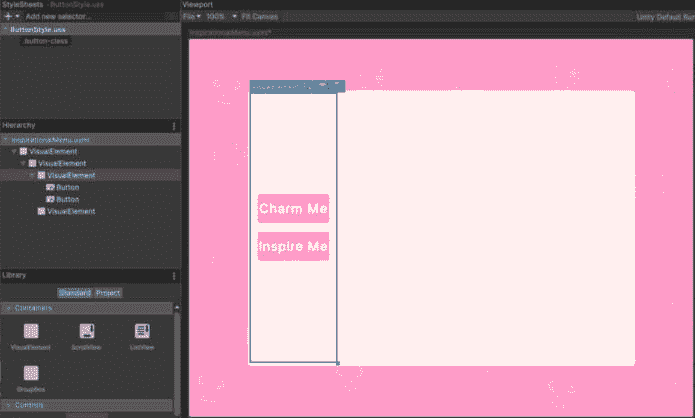 StyleSheets - ButtonStyle.uss
Add new selector...
ButtonStyle.uss
.button-class
Hierarchy
InspirationalMenu.uxml*
VisualElement
VisualElement
VisualElement
Button
Button
VisualElement
Library
Standard Project
Containers
VisualElement ScrollView ListView
GroupBox
Controls
Viewport
File 100% Fit Canvas Unity Default Run
InspirationalMenu.uxml*
Charm Me
Inspire Me